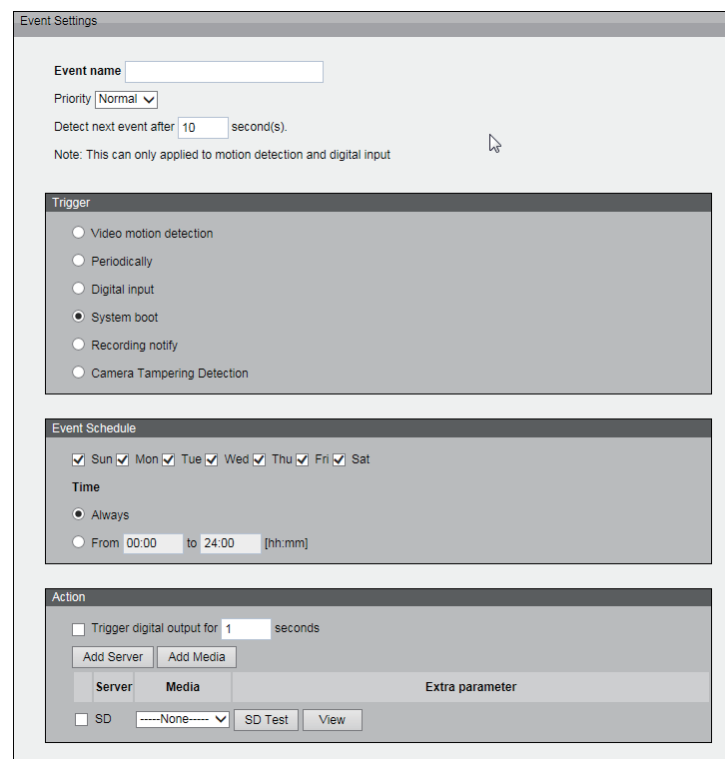 Event Settings
Event name
Priority Normal
Detect next event after 10 second(s).
Note: This can only applied to motion detection and digital input
Trigger
Video motion detection
Periodically
Digital input
System boot
Recording notify
Camera Tampering Detection
Event Schedule
Sun Mon Tue Wed Thu Fri Sat
Time
Always
From 00:00 to 24:00 [hh:mm]
Action
Trigger digital output for 1 seconds
Add Server Add Media
Server Media Extra parameter
SD -----None----- SD Test View